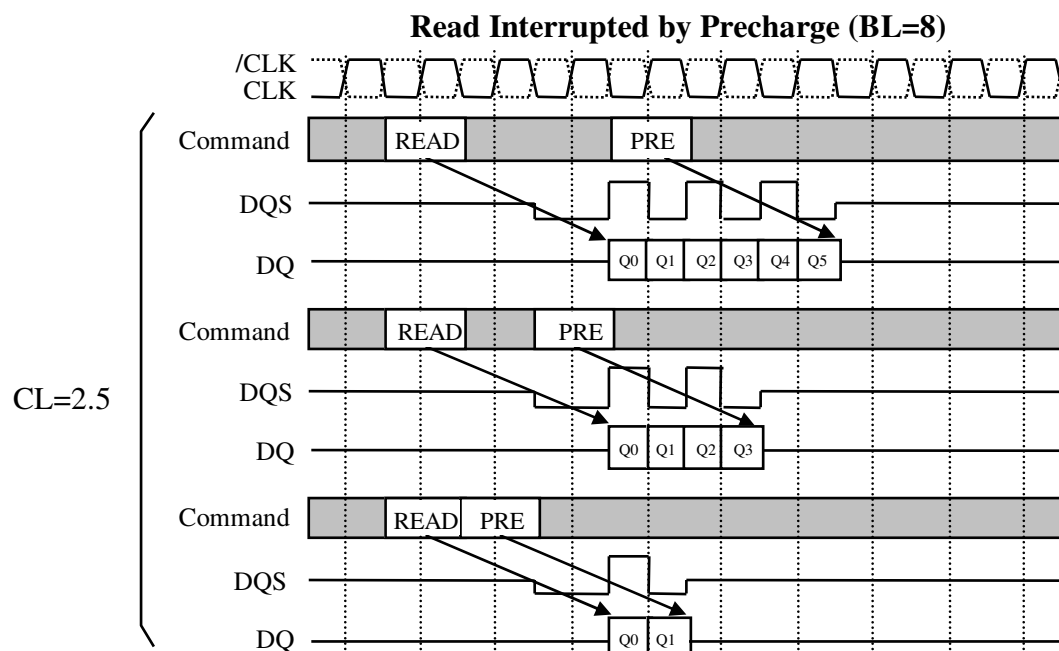 Read Interrupted by Precharge (BL=8)
/CLK
CLK
Command READ PRE
DQS
DQ Q0 Q1 Q2 Q3 Q4 Q5
Command READ PRE
CL=2.5
DQS
DQ Q0 Q1 Q2 Q3
Command READ PRE
DQS
DQ Q0 Q1